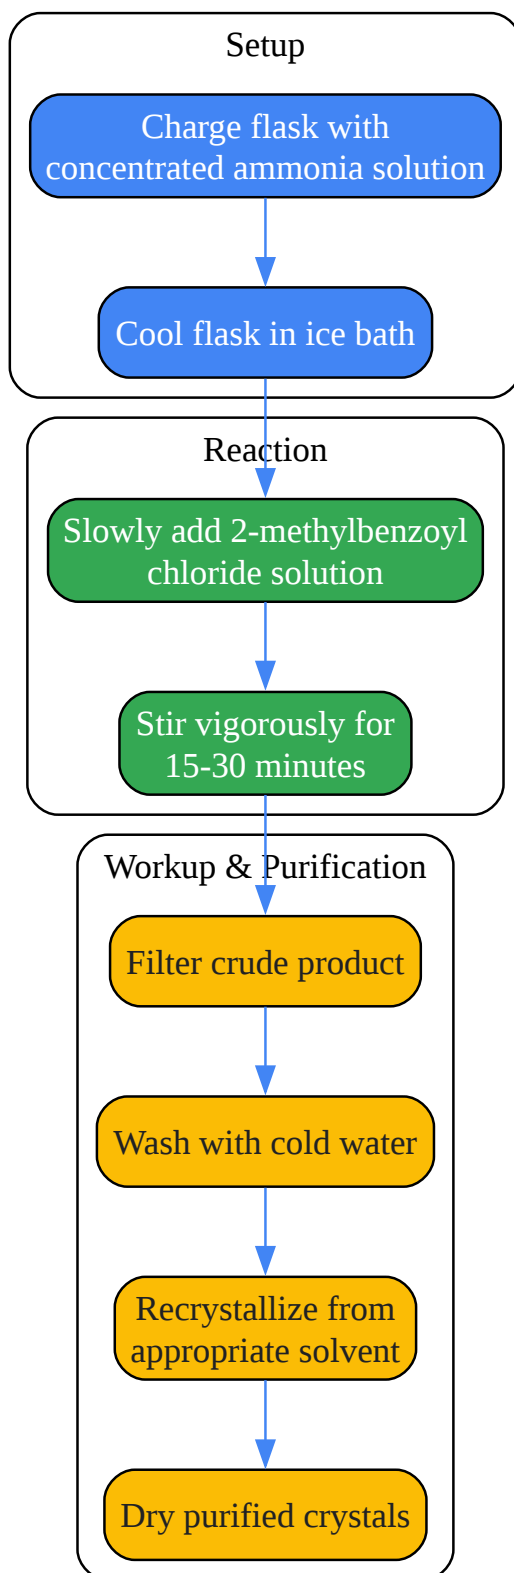 Setup
Charge flask with
concentrated ammonia solution
Cool flask in ice bath
Reaction
Slowly add 2-methylbenzoyl
chloride solution
Stir vigorously for
15-30 minutes
Workup & Purification
Filter crude product
Wash with cold water
Recrystallize from
appropriate solvent
Dry purified crystals